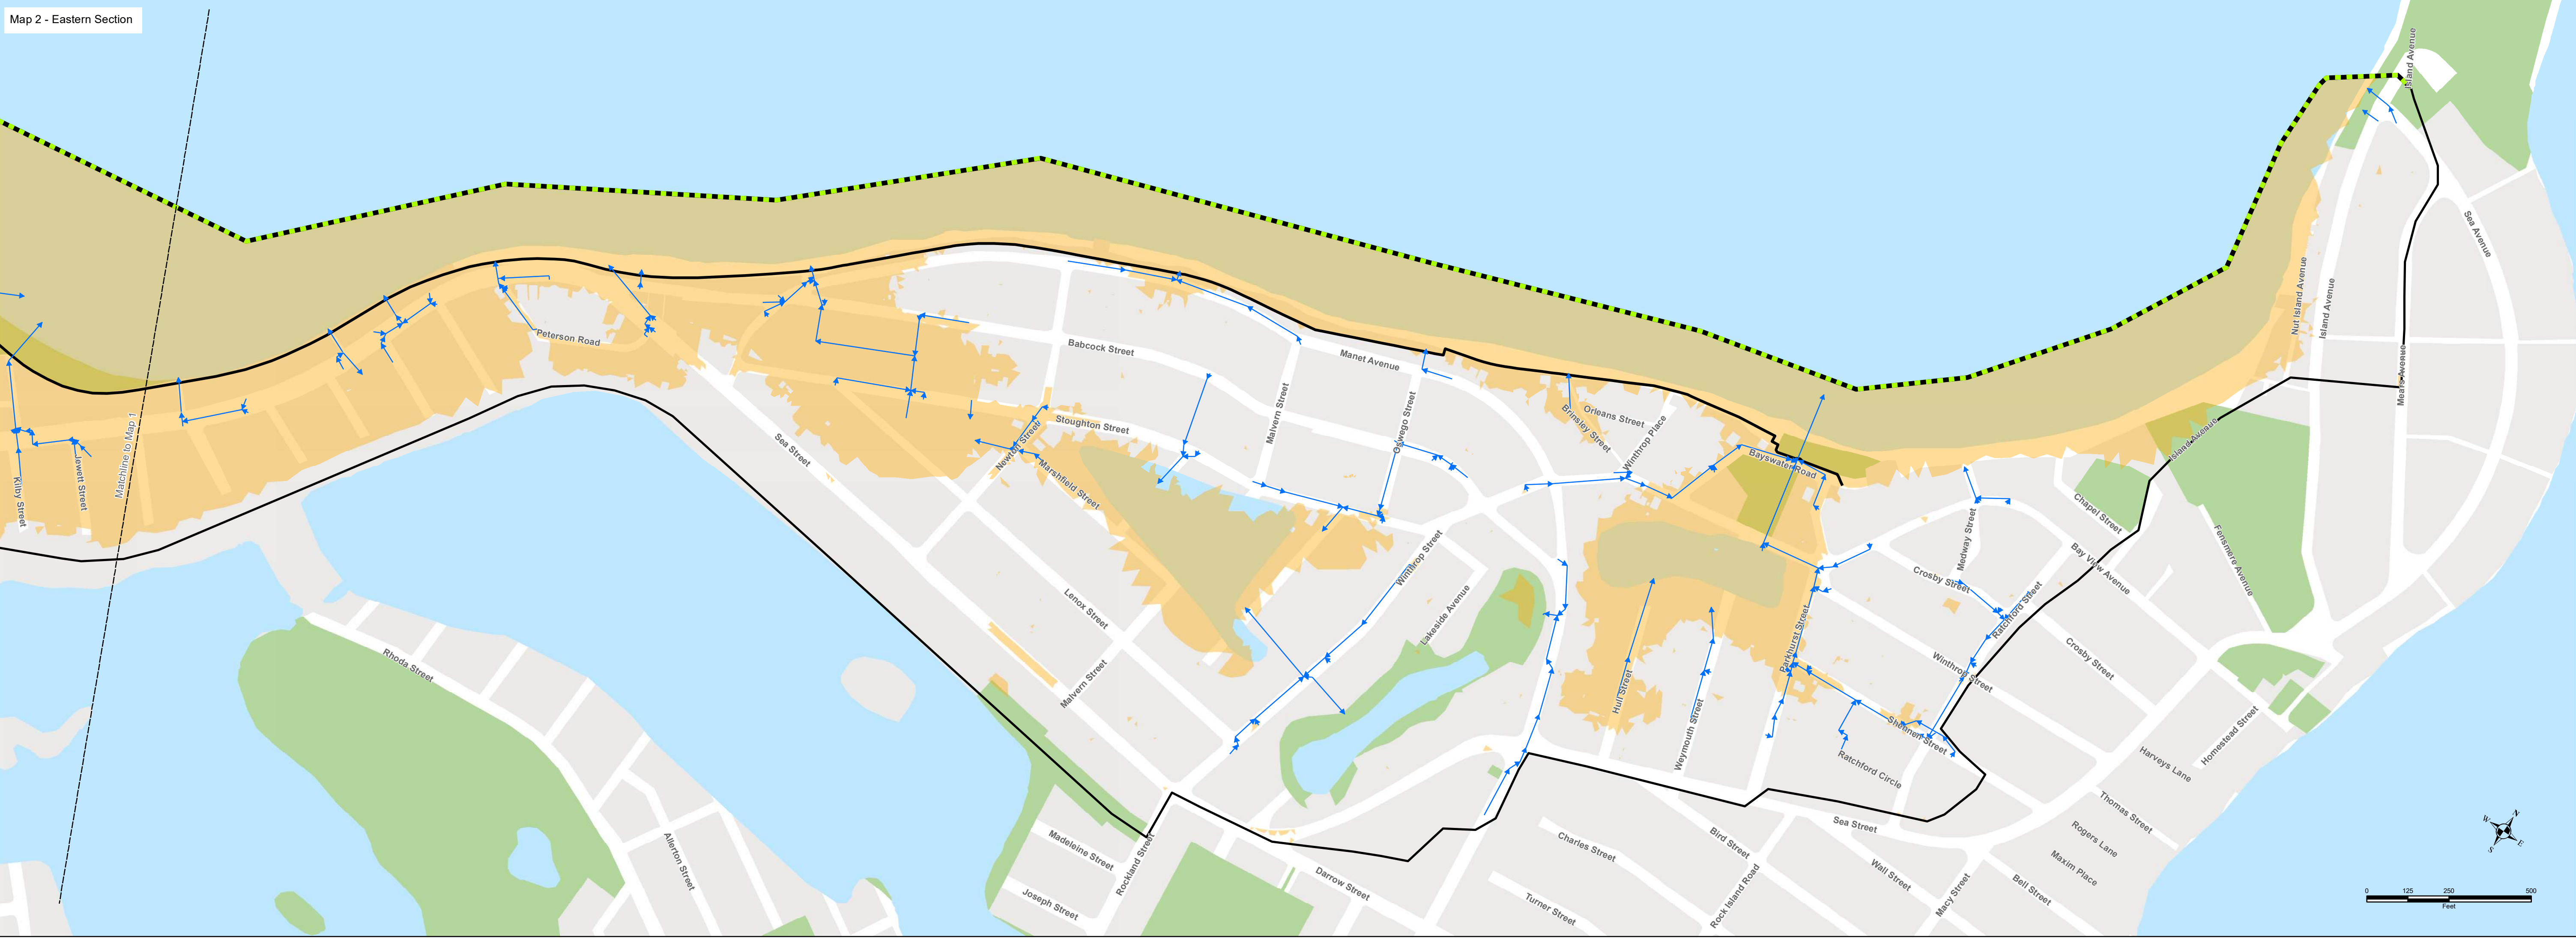 Map 2 - Eastern Section
Island Avenue
Sea Avenue
Nut Island Avenue
Island Avenue
Mears Avenue
Peterson Road
Babcock Street
Manet Avenue
Malvern Street
Oswego Street
Orleans Street
Brinsley Street
Winthrop Place
Stoughton Street
Newton Street
Marshfield Street
Sea Street
Bayswater Road
Island Avenue
Matchline to Map 1
Jewett Street
Kilby Street
Chapel Street
Fensmere Avenue
Medway Street
Bay View Avenue
Crosby Street
Ratchford Street
Winthrop Street
Lakeside Avenue
Lenox Street
Malvern Street
Parkhurst Street
Hull Street
Weymouth Street
Winthrop Street
Crosby Street
Rhoda Street
Shennen Street
Ratchford Circle
Homestead Street
Harveys Lane
Thomas Street
Rogers Lane
Maxim Place
Sea Street
Bird Street
Charles Street
Wall Street
Bell Street
Macy Street
Rock Island Road
Turner Street
Darrow Street
Rockland Street
Madeleine Street
Joseph Street
Allerton Street
N
W
E
S
0 125 250 500
Feet